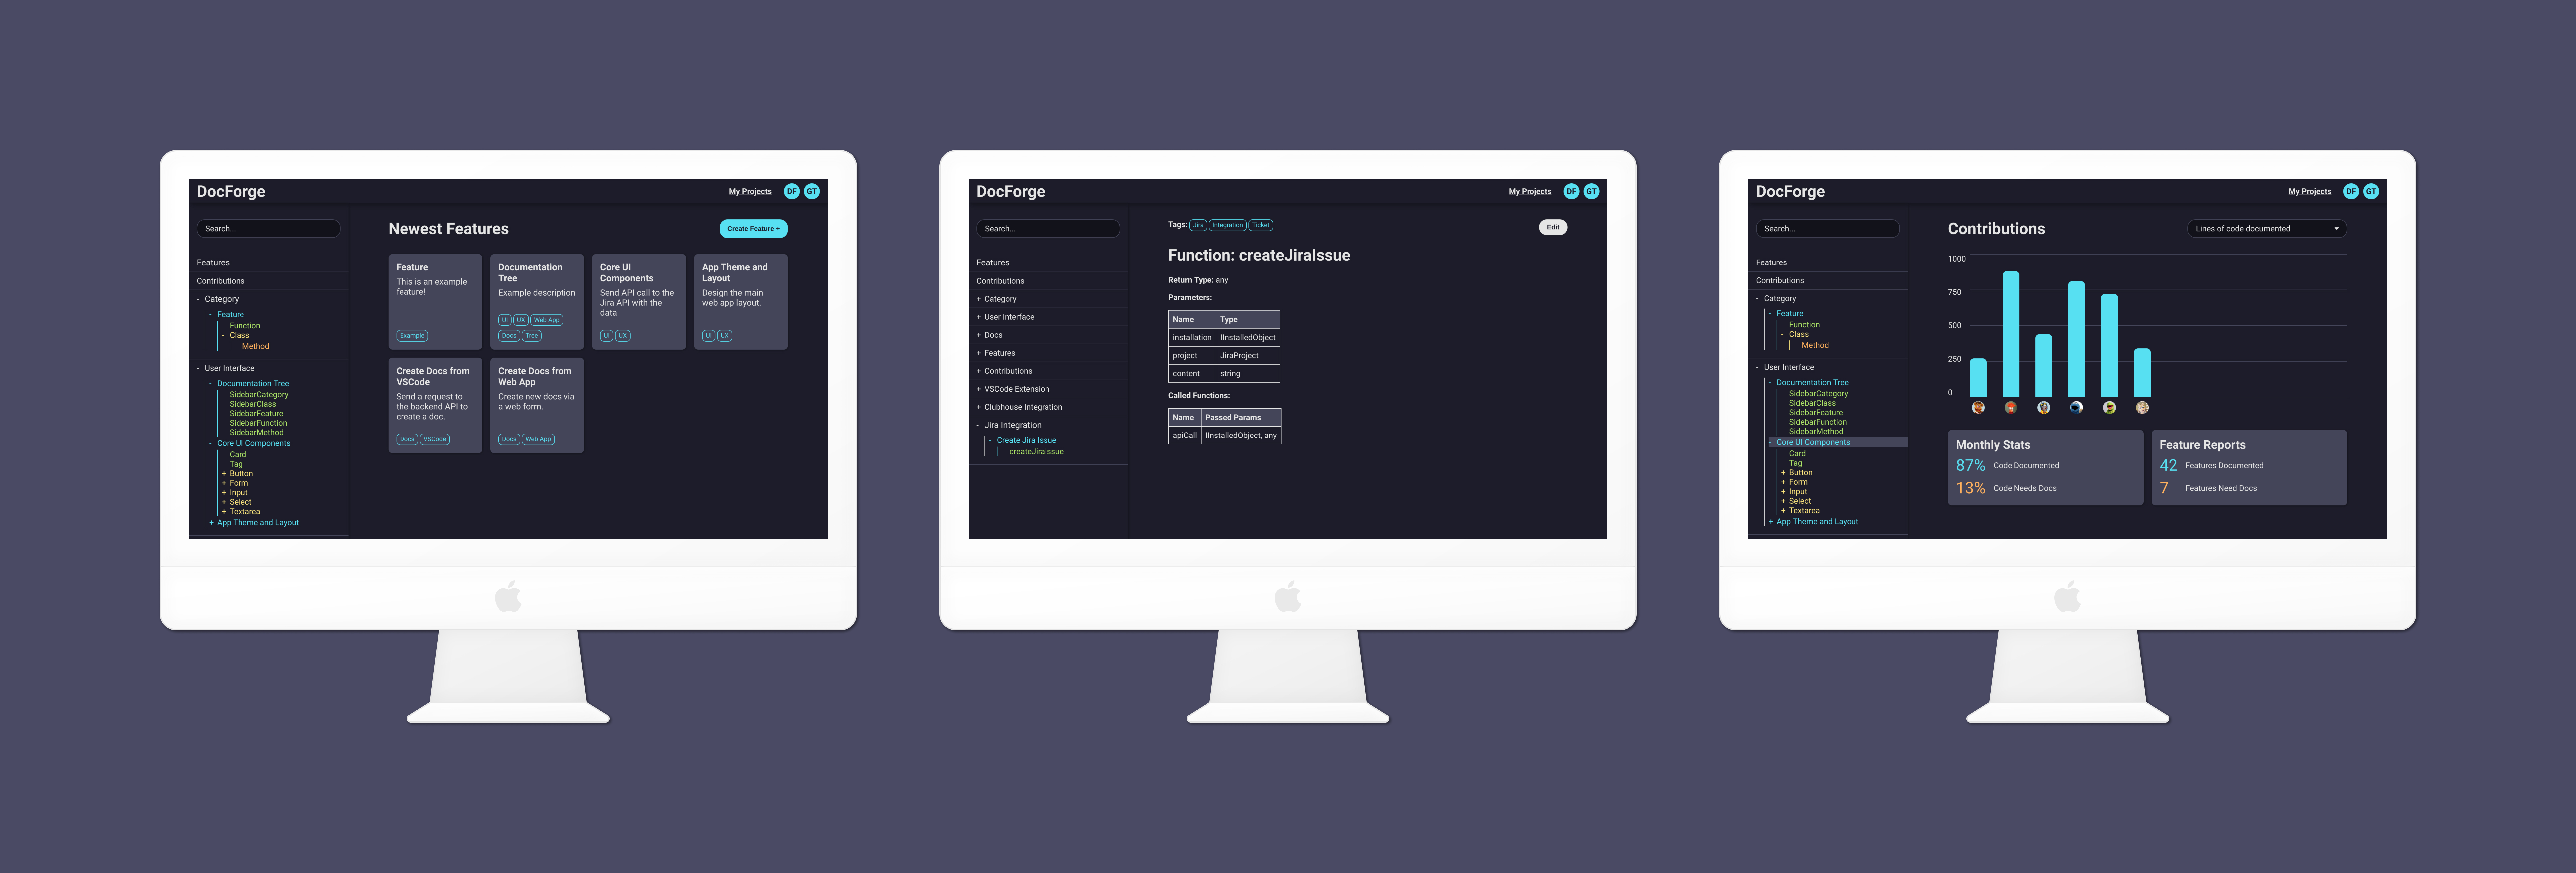 DocForge
My Projects
DF
GT
Search...
Features
Contributions
- Category
- Feature
Function
- Class
Method
- User Interface
- Documentation Tree
SidebarCategory
SidebarClass
SidebarFeature
SidebarFunction
SidebarMethod
- Core UI Components
Card
Tag
+ Button
+ Form
+ Input
+ Select
+ Textarea
+ App Theme and Layout
Newest Features
Create Feature +
Feature
This is an example
feature!
Example
Documentation
Tree
Example description
UI UX Web App
Docs Tree
Core UI
Components
Send API call to the
Jira API with the
data
UI UX
App Theme and
Layout
Design the main
web app layout.
UI UX
Create Docs from
VSCode
Send a request to
the backend API to
create a doc.
Docs VSCode
Create Docs from
Web App
Create new docs via
a web form.
Docs Web App
DocForge
My Projects
DF
GT
Search...
Features
Contributions
+ Category
+ User Interface
+ Docs
+ Features
+ Contributions
+ VSCode Extension
+ Clubhouse Integration
- Jira Integration
- Create Jira Issue
createJiraIssue
Tags: Jira Integration Ticket
Edit
Function: createJiraIssue
Return Type: any
Parameters:
Name Type
installation IInstalledObject
project JiraProject
content string
Called Functions:
Name Passed Params
apiCall IInstalledObject, any
DocForge
My Projects
DF
GT
Search...
Features
Contributions
- Category
- Feature
Function
- Class
Method
- User Interface
- Documentation Tree
SidebarCategory
SidebarClass
SidebarFeature
SidebarFunction
SidebarMethod
- Core UI Components
Card
Tag
+ Button
+ Form
+ Input
+ Select
+ Textarea
+ App Theme and Layout
Contributions
Lines of code documented
1000
750
500
250
0
Monthly Stats
87% Code Documented
13% Code Needs Docs
Feature Reports
42 Features Documented
7 Features Need Docs